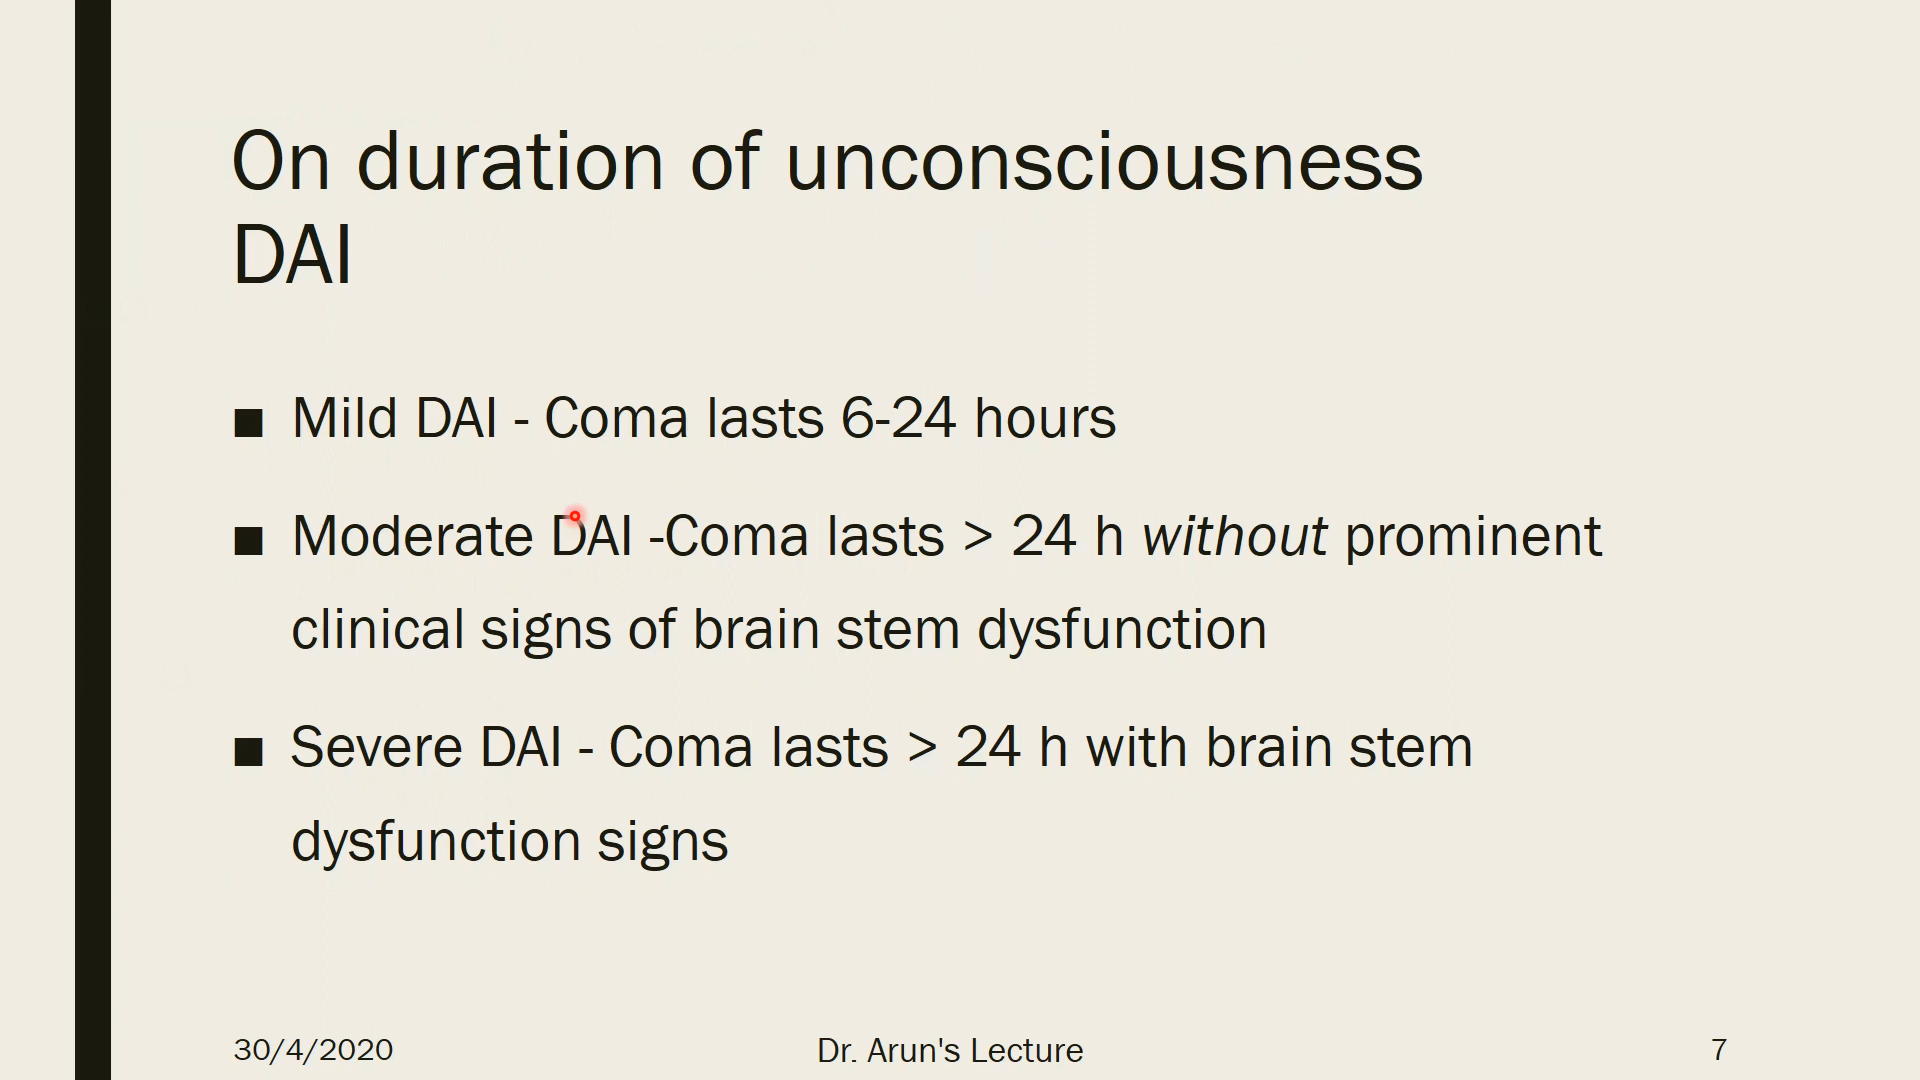 On duration of unconsciousness
DAI
■ Mild DAI - Coma lasts 6-24 hours
■ Moderate DAI -Coma lasts > 24 h without prominent
clinical signs of brain stem dysfunction
■ Severe DAI - Coma lasts > 24 h with brain stem
dysfunction signs
30/4/2020
Dr. Arun's Lecture
7